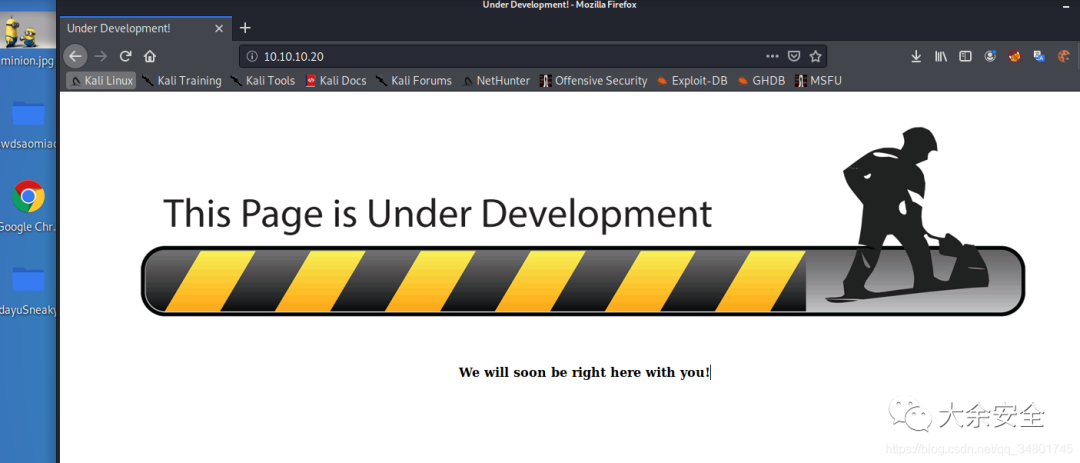 Under Development! - Mozilla Firefox
minion.jpg
Under Development!
10.10.10.20
Kali Linux Kali Training Kali Tools Kali Docs Kali Forums NetHunter Offensive Security Exploit-DB GHDB MSFU
wdsaomiao
Google Chr...
dayuSneaky
This Page is Under Development
We will soon be right here with you!
大余安全
https://blog.csdn.net/qq_34801745